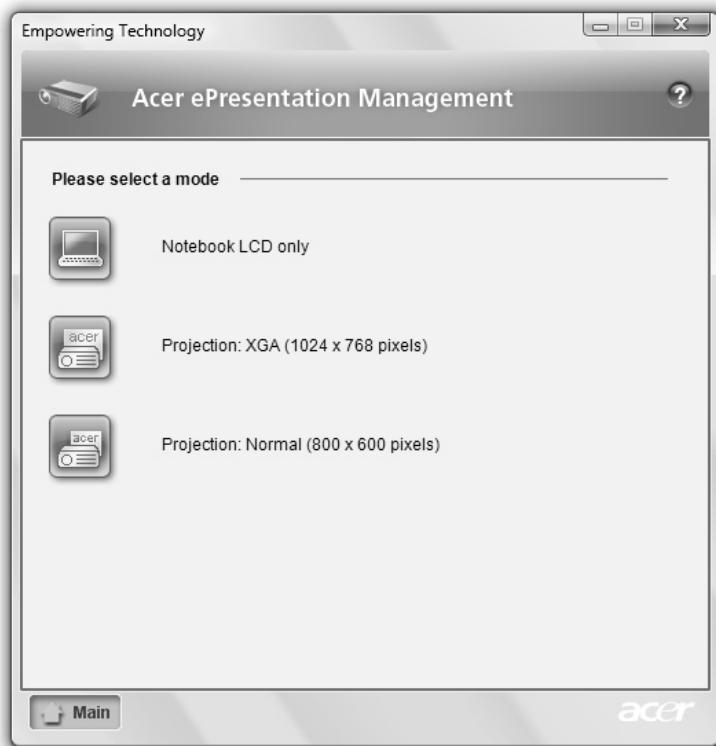 Empowering Technology
Acer ePresentation Management
?
Please select a mode
Notebook LCD only
acer
Projection: XGA (1024 x 768 pixels)
acer
Projection: Normal (800 x 600 pixels)
Main
acer